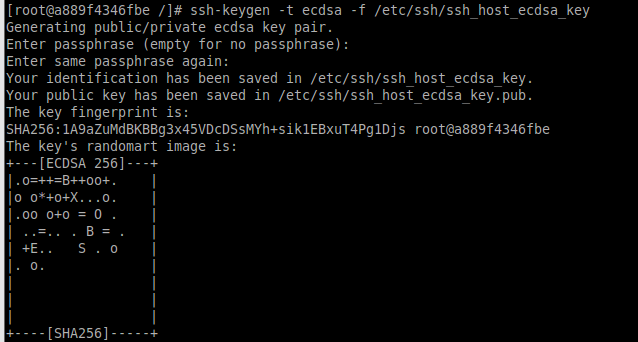 [root@a889f4346fbe /]# ssh-keygen -t ecdsa -f /etc/ssh/ssh_host_ecdsa_key
Generating public/private ecdsa key pair.
Enter passphrase (empty for no passphrase):
Enter same passphrase again:
Your identification has been saved in /etc/ssh/ssh_host_ecdsa_key.
Your public key has been saved in /etc/ssh/ssh_host_ecdsa_key.pub.
The key fingerprint is:
SHA256:1A9aZuMdBKBBg3x45VDcDSsMYh+sik1EBxuT4Pg1Djs root@a889f4346fbe
The key's randomart image is:
+---[ECDSA 256]---+
|.o=++=B++oo+.    |
|o o*+o+X...o.    |
|.oo o+o = O .    |
| ..=.. . B = .   |
| +E..   S . o    |
|. o.             |
|                 |
|                 |
|                 |
+----[SHA256]-----+